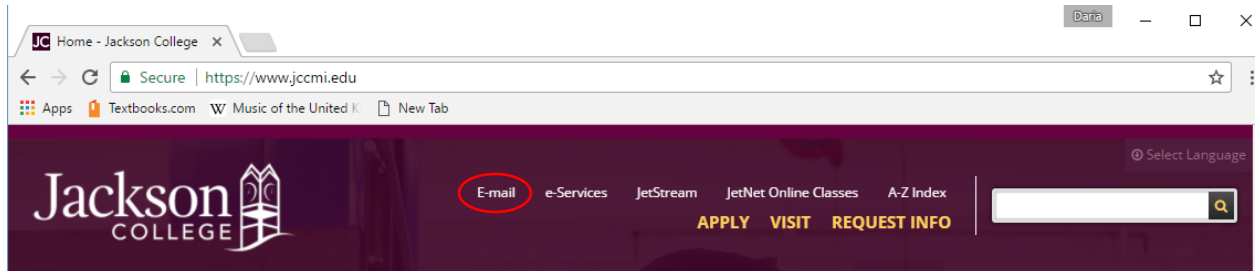 Daria
JC Home - Jackson College
Secure | https://www.jccmi.edu
Apps Textbooks.com Music of the United K New Tab
Select Language
Jackson
COLLEGE
E-mail e-Services JetStream JetNet Online Classes A-Z Index
APPLY VISIT REQUEST INFO